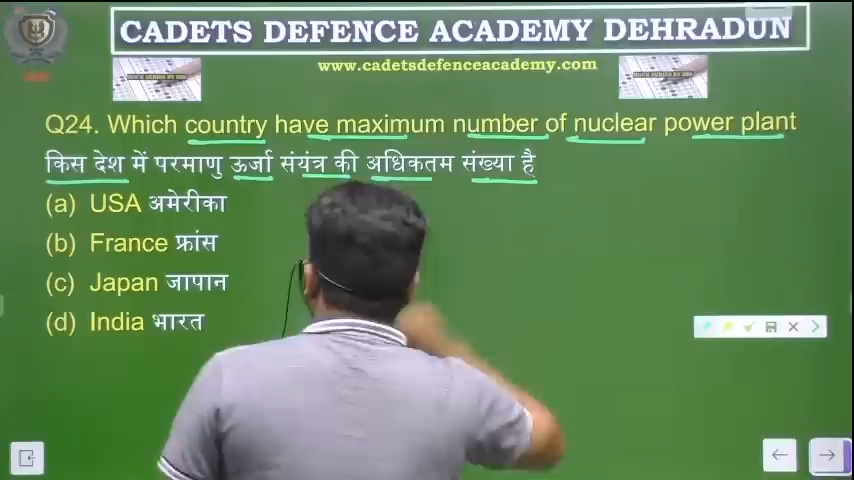 CADETS DEFENCE ACADEMY DEHRADUN
www.cadetsdefenceacademy.com
Q24. Which country have maximum number of nuclear power plant
किस देश में परमाणु ऊर्जा संयंत्र की अधिकतम संख्या है
(a) USA अमेरीका
(b) France फ्रांस
(c) Japan जापान
(d) India भारत